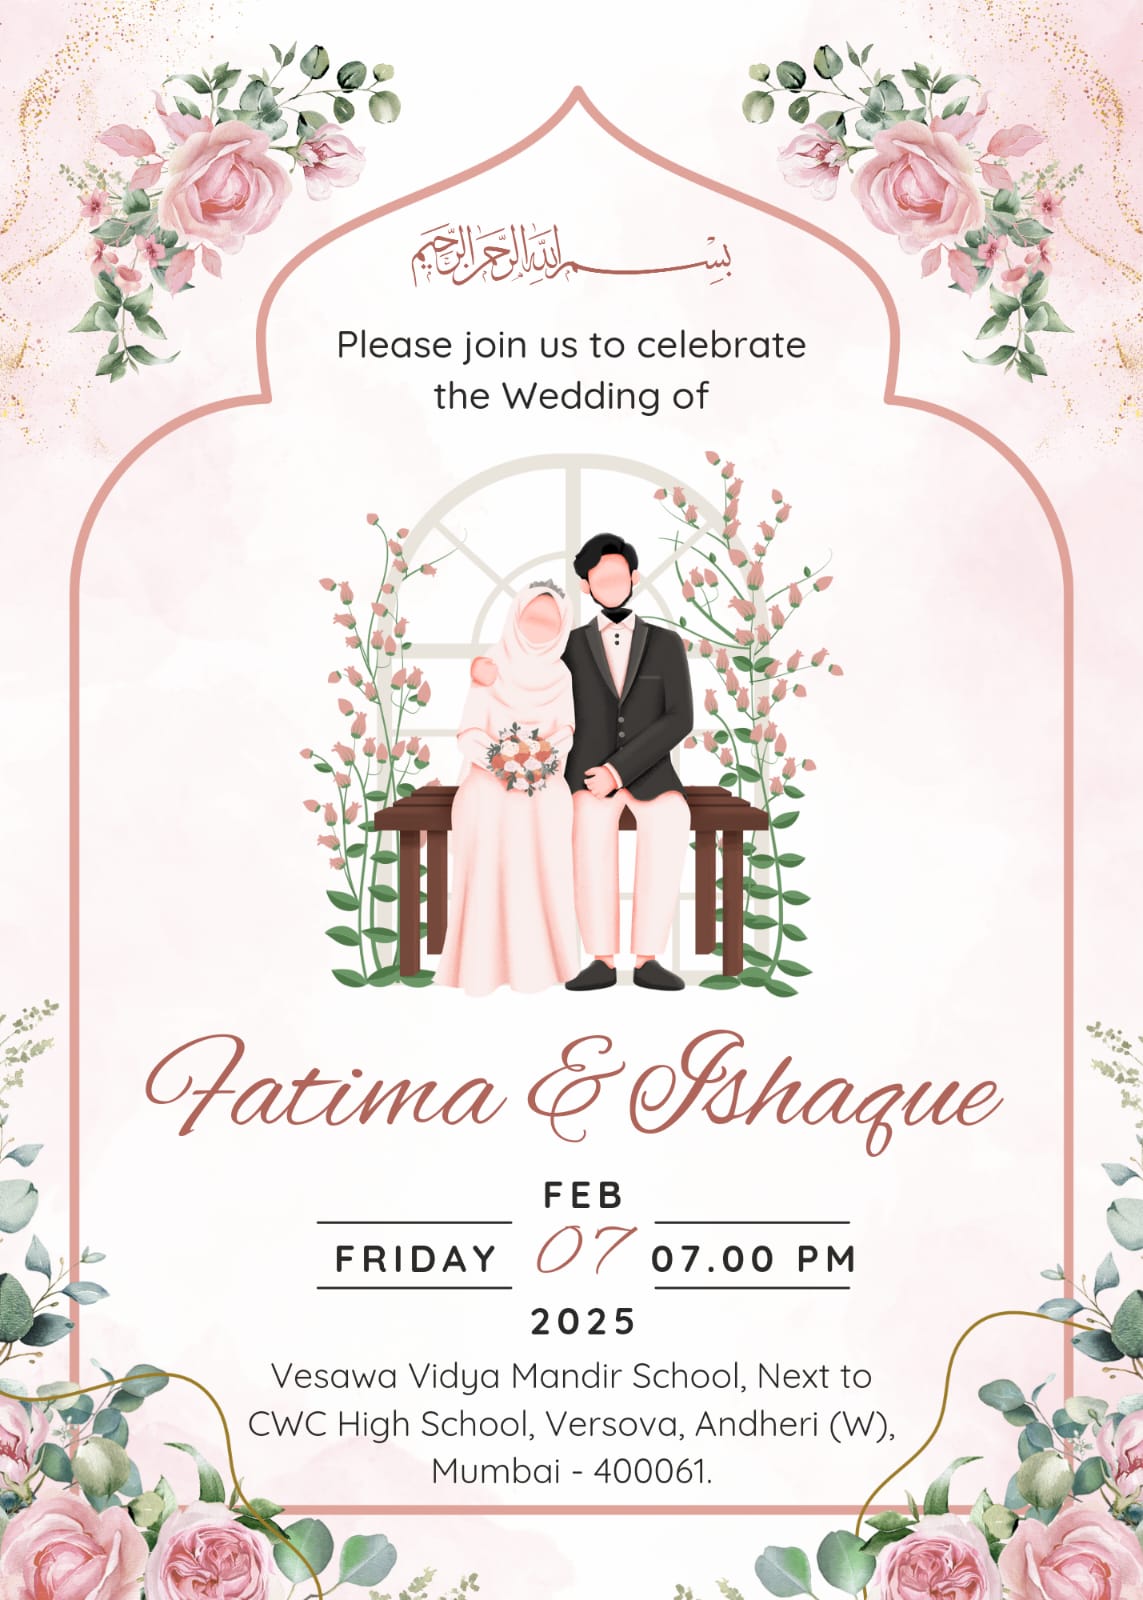 بسم الله الرحمن الرحيم
Please join us to celebrate
the Wedding of
Fatima & Ishaque
FEB
FRIDAY 07 07.00 PM
2025
Vesawa Vidya Mandir School, Next to
CWC High School, Versova, Andheri (W),
Mumbai - 400061.